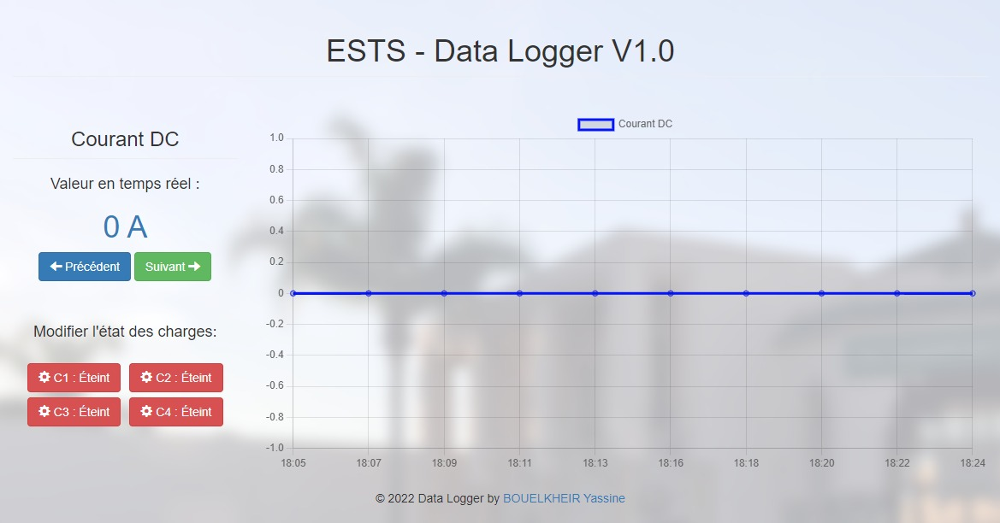 ESTS - Data Logger V1.0
Courant DC
Valeur en temps réel :
0 A
Précédent Suivant
Modifier l'état des charges:
C1 : Éteint C2 : Éteint
C3 : Éteint C4 : Éteint
Courant DC
1.0
0.8
0.6
0.4
0.2
0
-0.2
-0.4
-0.6
-0.8
-1.0
18:05 18:07 18:09 18:11 18:13 18:16 18:18 18:20 18:22 18:24
© 2022 Data Logger by BOUELKHEIR Yassine